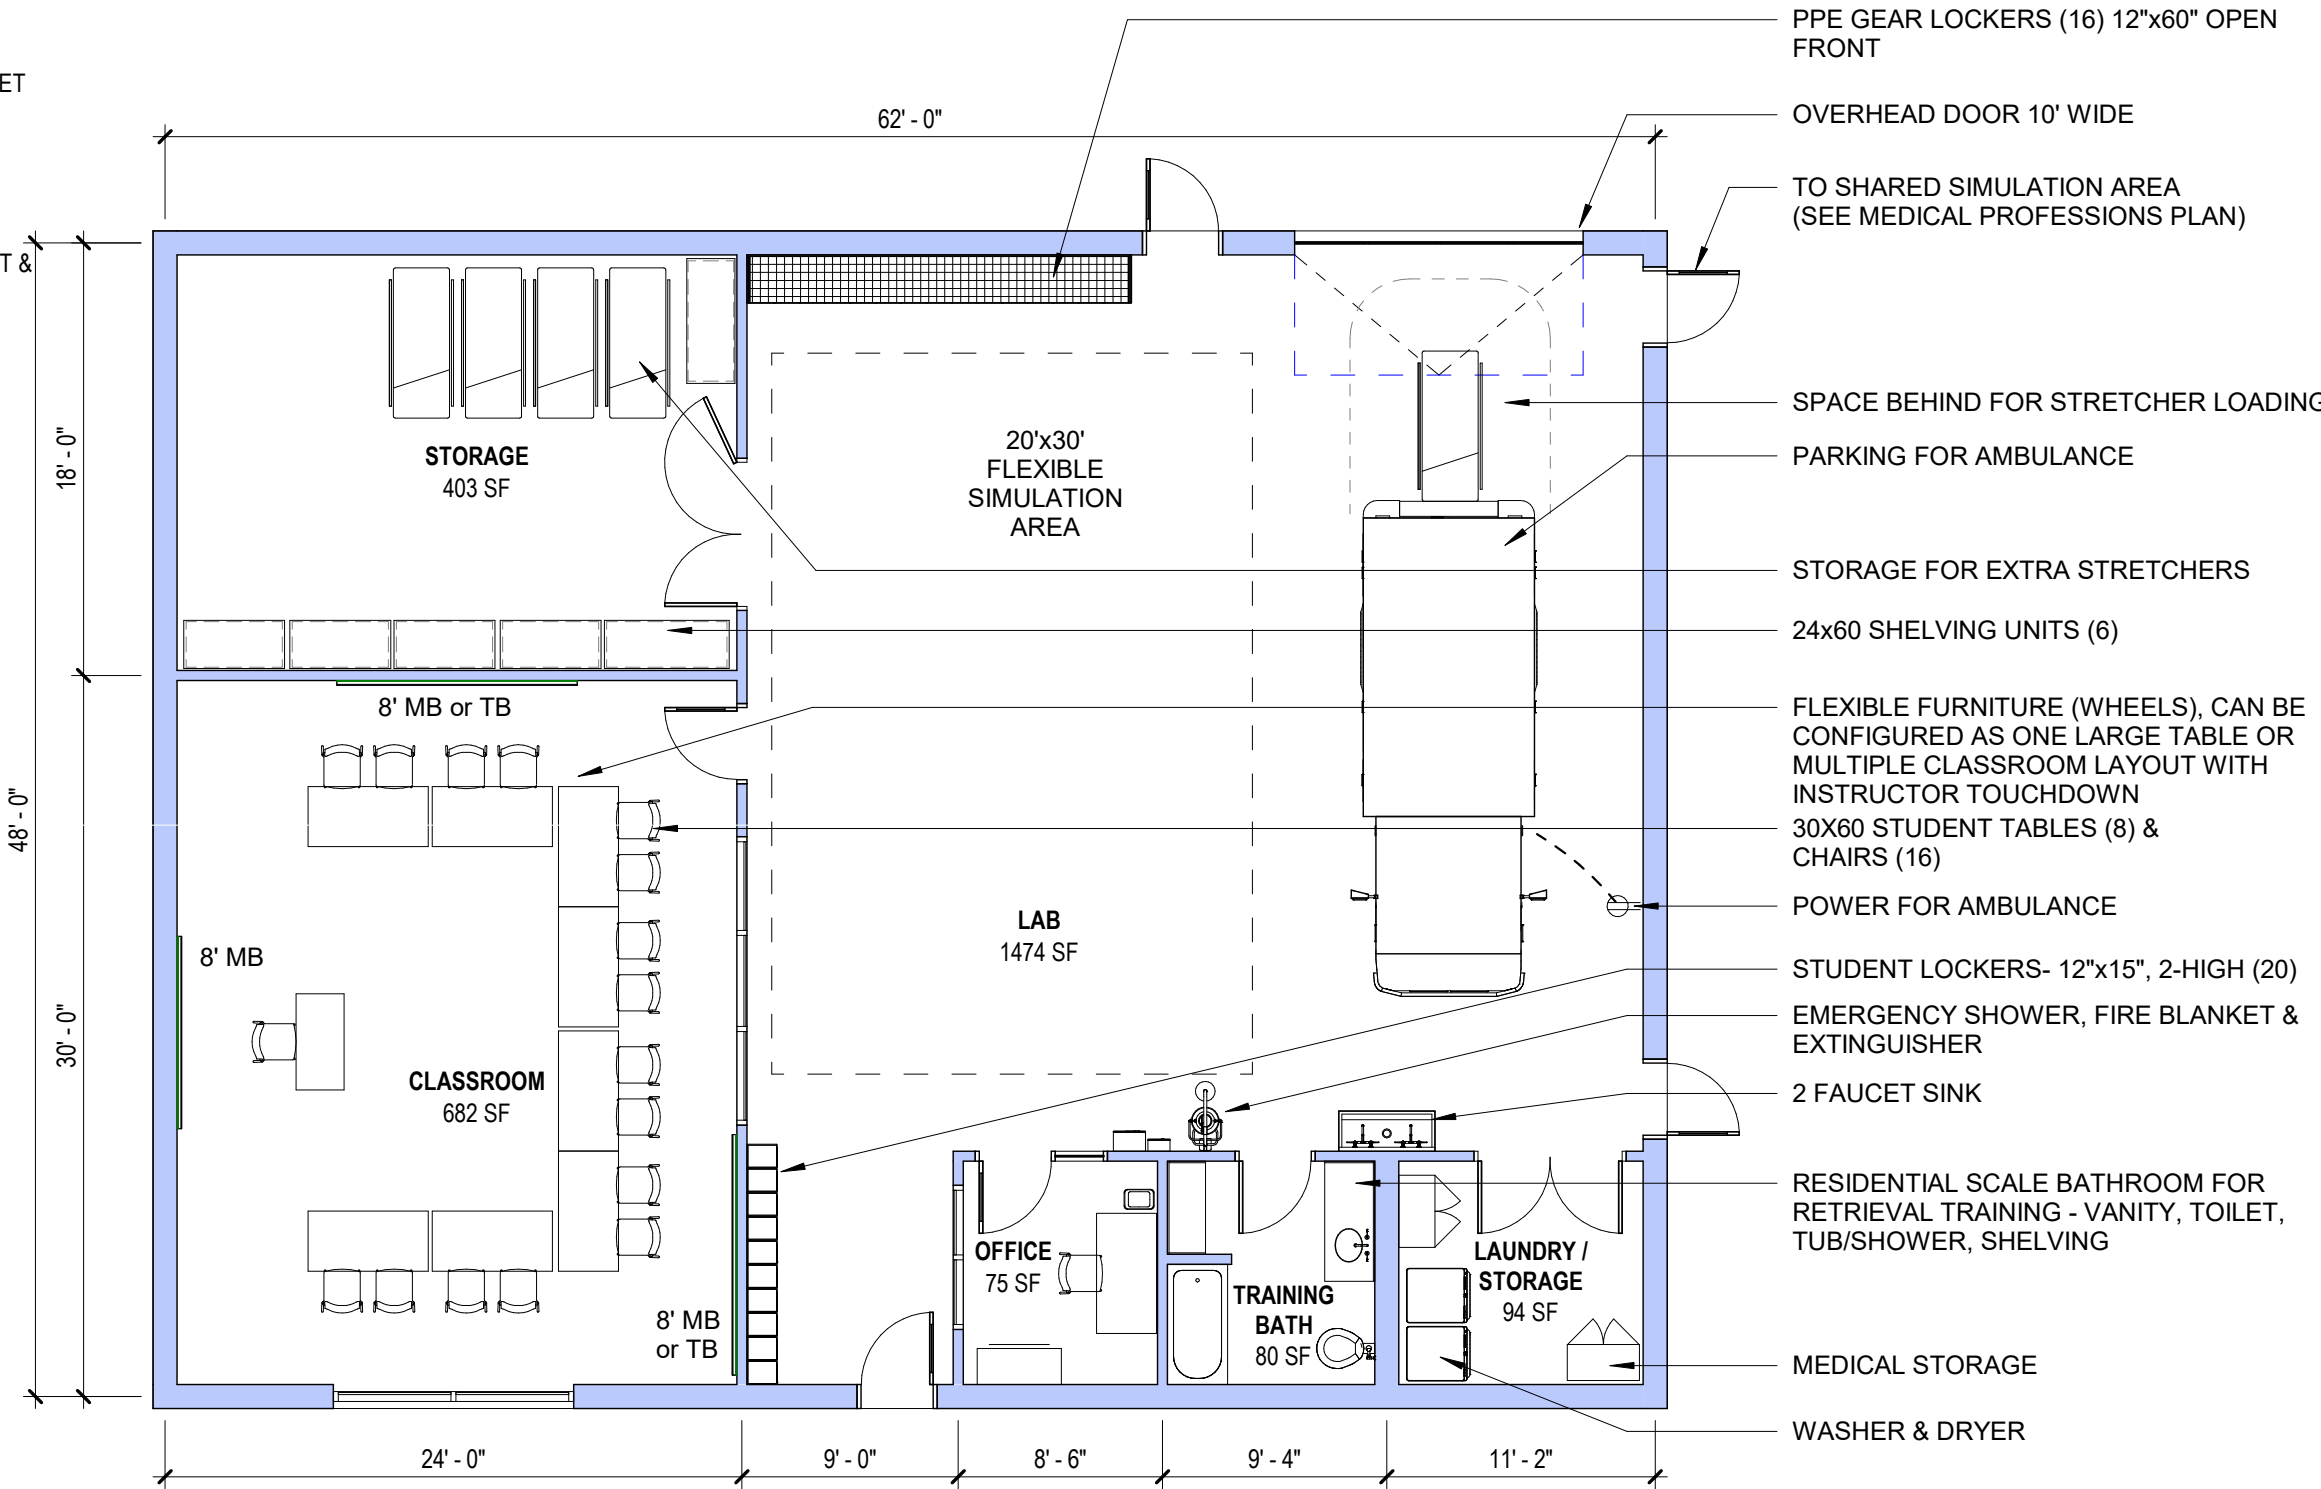 ET
T &
PPE GEAR LOCKERS (16) 12"x60" OPEN
FRONT
OVERHEAD DOOR 10' WIDE
TO SHARED SIMULATION AREA
(SEE MEDICAL PROFESSIONS PLAN)
SPACE BEHIND FOR STRETCHER LOADING
PARKING FOR AMBULANCE
STORAGE FOR EXTRA STRETCHERS
24x60 SHELVING UNITS (6)
FLEXIBLE FURNITURE (WHEELS), CAN BE
CONFIGURED AS ONE LARGE TABLE OR
MULTIPLE CLASSROOM LAYOUT WITH
INSTRUCTOR TOUCHDOWN
30X60 STUDENT TABLES (8) &
CHAIRS (16)
POWER FOR AMBULANCE
STUDENT LOCKERS- 12"x15", 2-HIGH (20)
EMERGENCY SHOWER, FIRE BLANKET &
EXTINGUISHER
2 FAUCET SINK
RESIDENTIAL SCALE BATHROOM FOR
RETRIEVAL TRAINING - VANITY, TOILET,
TUB/SHOWER, SHELVING
MEDICAL STORAGE
WASHER & DRYER
62' - 0"
18' - 0"
48' - 0"
30' - 0"
STORAGE
403 SF
20'x30'
FLEXIBLE
SIMULATION
AREA
8' MB or TB
8' MB
LAB
1474 SF
CLASSROOM
682 SF
8' MB
or TB
OFFICE
75 SF
TRAINING
BATH
80 SF
LAUNDRY /
STORAGE
94 SF
24' - 0"
9' - 0"
8' - 6"
9' - 4"
11' - 2"